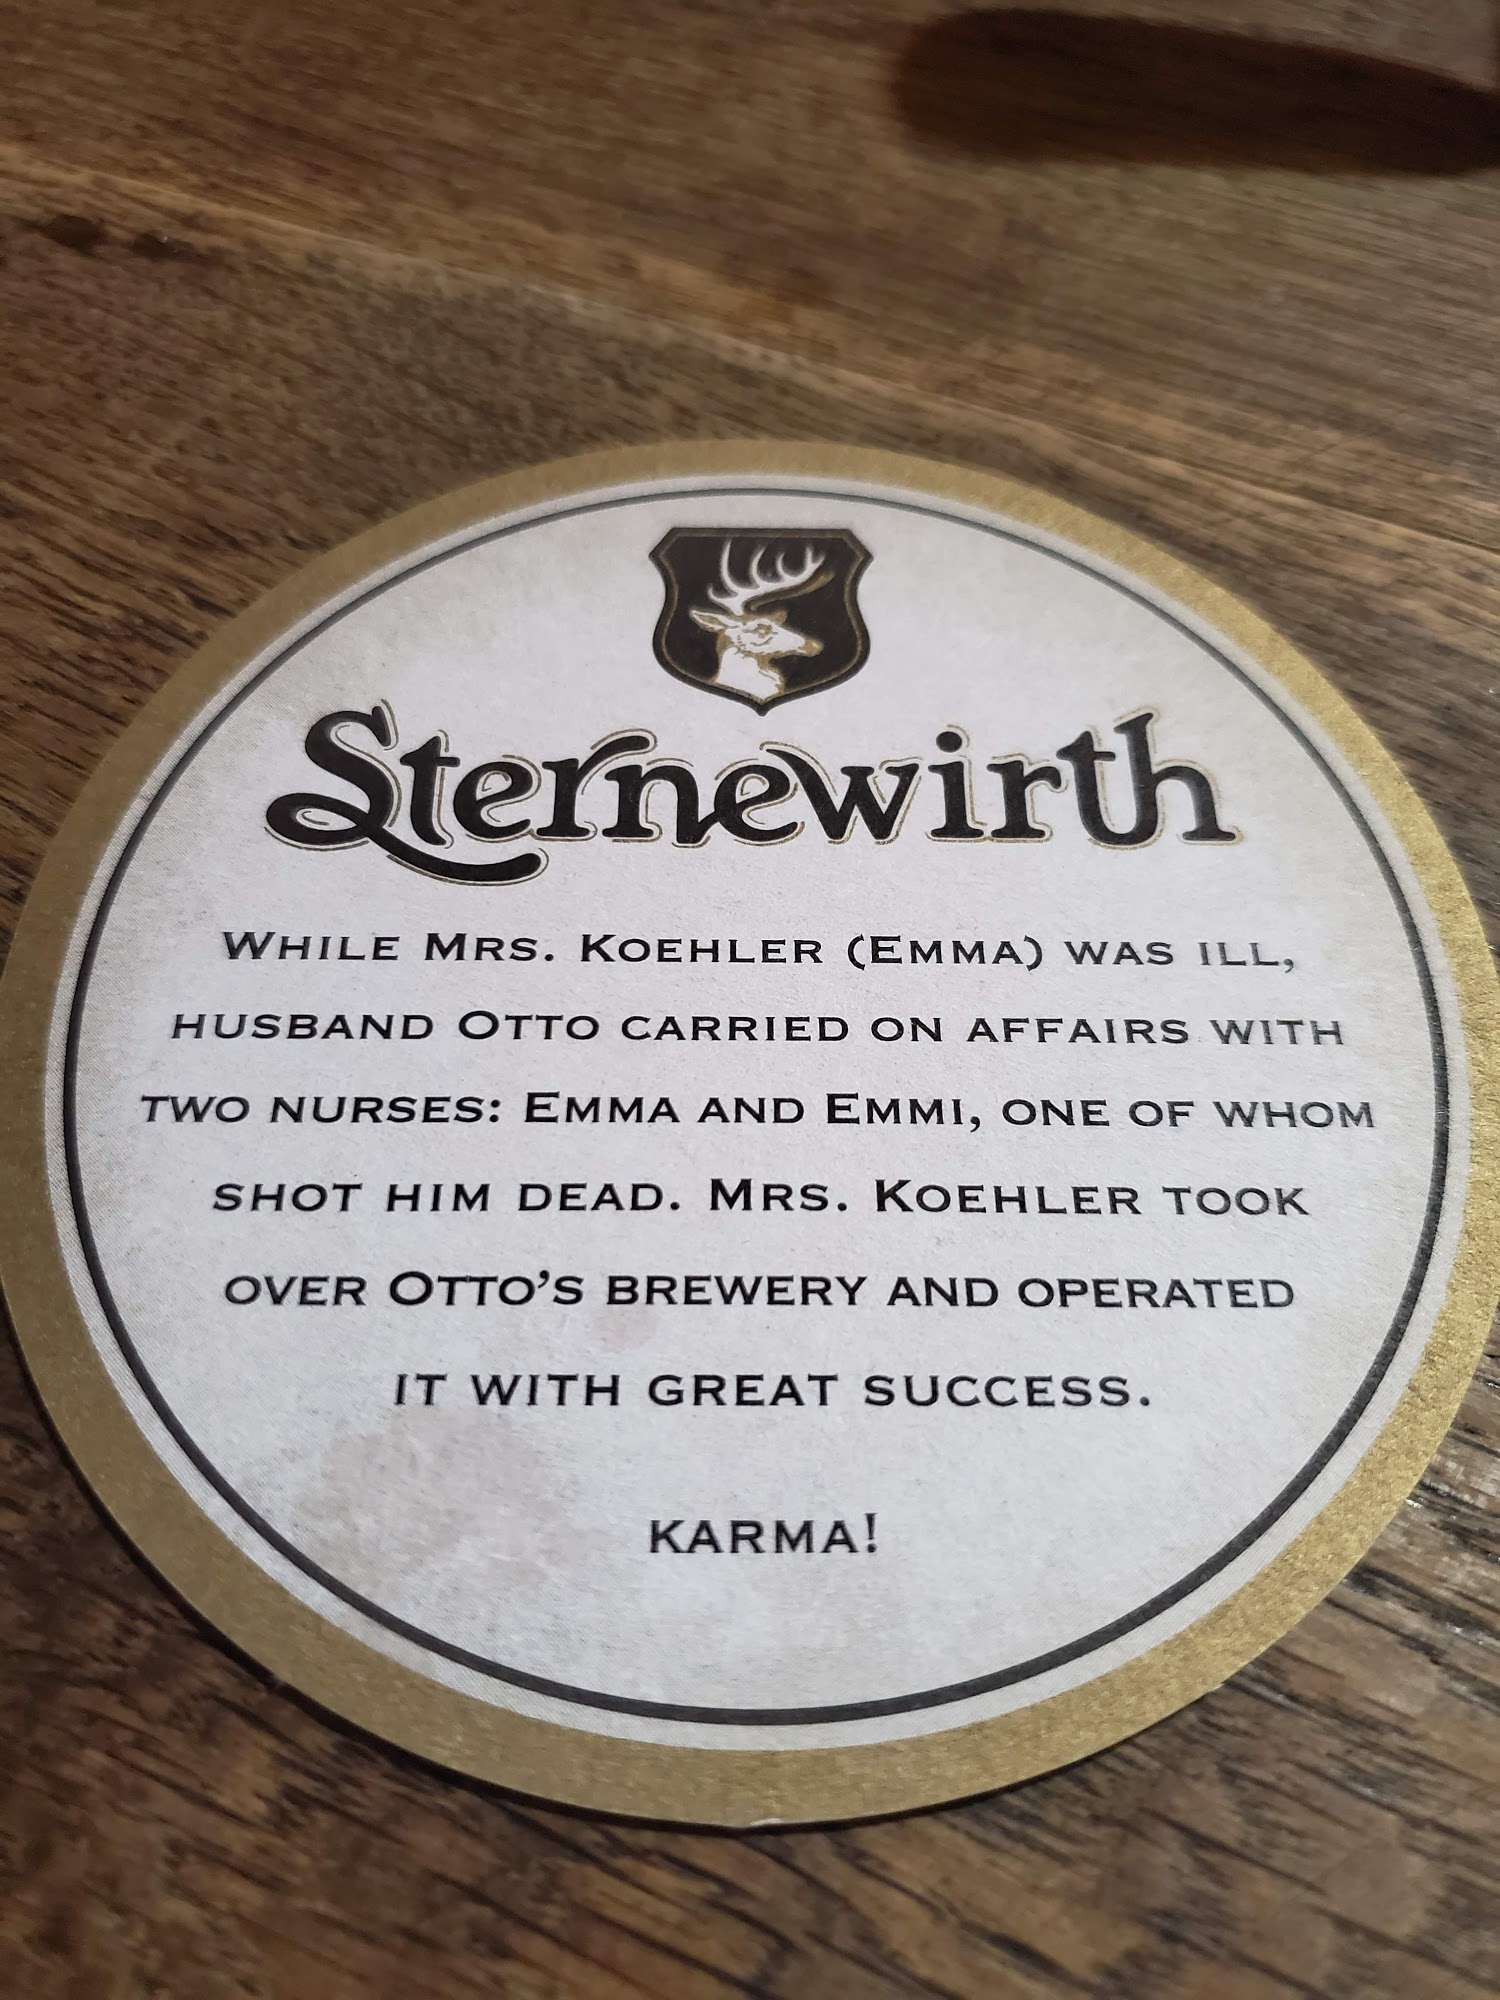 Sternewirth
WHILE MRS. KOEHLER (EMMA) WAS ILL,
HUSBAND OTTO CARRIED ON AFFAIRS WITH
TWO NURSES: EMMA AND EMMI, ONE OF WHOM
SHOT HIM DEAD. MRS. KOEHLER TOOK
OVER OTTO'S BREWERY AND OPERATED
IT WITH GREAT SUCCESS.
KARMA!